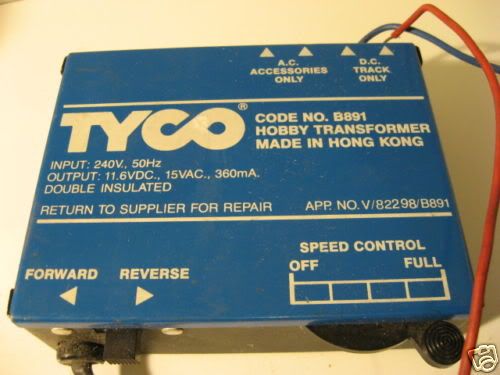 A.C. ACCESSORIES ONLY
D.C. TRACK ONLY
TYCO®
CODE NO. B891
HOBBY TRANSFORMER
MADE IN HONG KONG
INPUT: 240V., 50Hz
OUTPUT: 11.6VDC., 15VAC., 360mA.
DOUBLE INSULATED
RETURN TO SUPPLIER FOR REPAIR
APP. NO. V/82298/B891
SPEED CONTROL
OFF FULL
FORWARD REVERSE